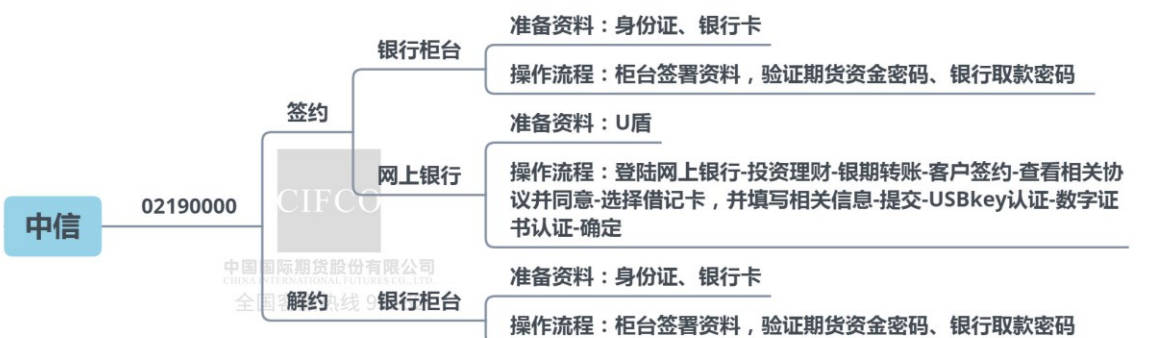 准备资料：身份证、银行卡
银行柜台
操作流程：柜台签署资料，验证期货资金密码、银行取款密码
签约
准备资料：U盾
网上银行
操作流程：登陆网上银行-投资理财-银期转账-客户签约-查看相关协
议并同意-选择借记卡，并填写相关信息-提交-USBkey认证-数字证
书认证-确定
中信
02190000
CIFCO
中国国际期货股份有限公司
CHINA INTERNATIONAL FUTURES CO., LTD.
全国客 热线 9
准备资料：身份证、银行卡
解约
银行柜台
操作流程：柜台签署资料，验证期货资金密码、银行取款密码